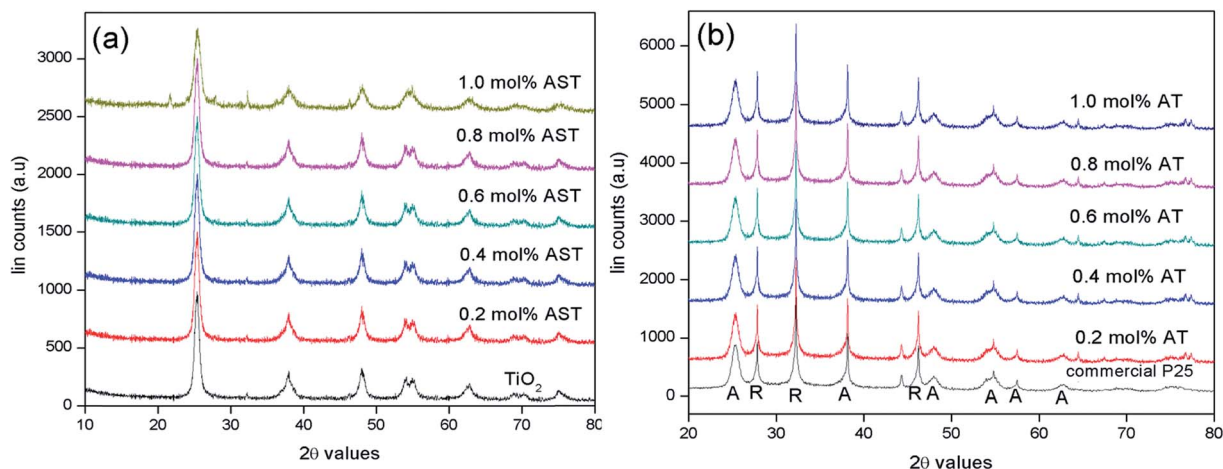 (a)
3000
2500
2000
1500
1000
500
0
lin counts (a.u)
1.0 mol% AST
0.8 mol% AST
0.6 mol% AST
0.4 mol% AST
0.2 mol% AST
TiO₂
10 20 30 40 50 60 70 80
2θ values
(b)
6000
5000
4000
3000
2000
1000
0
lin counts (a.u)
1.0 mol% AT
0.8 mol% AT
0.6 mol% AT
0.4 mol% AT
0.2 mol% AT
commercial P25
A R R A R A A A A
20 30 40 50 60 70 80
2θ values